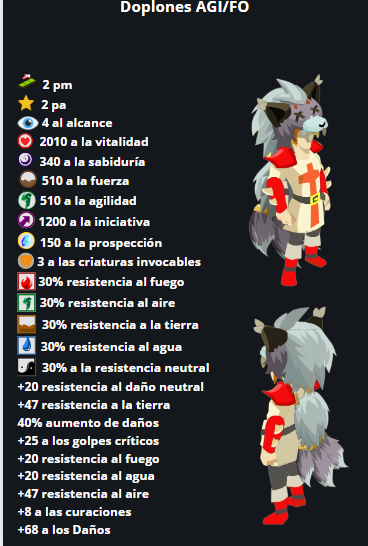 Doplones AGI/FO
2 pm
2 pa
4 al alcance
2010 a la vitalidad
340 a la sabiduría
510 a la fuerza
510 a la agilidad
1200 a la iniciativa
150 a la prospección
3 a las criaturas invocables
30% resistencia al fuego
30% resistencia al aire
30% resistencia a la tierra
30% resistencia al agua
30% a la resistencia neutral
+20 resistencia al daño neutral
+47 resistencia a la tierra
40% aumento de daños
+25 a los golpes críticos
+20 resistencia al fuego
+20 resistencia al agua
+47 resistencia al aire
+8 a las curaciones
+68 a los Daños